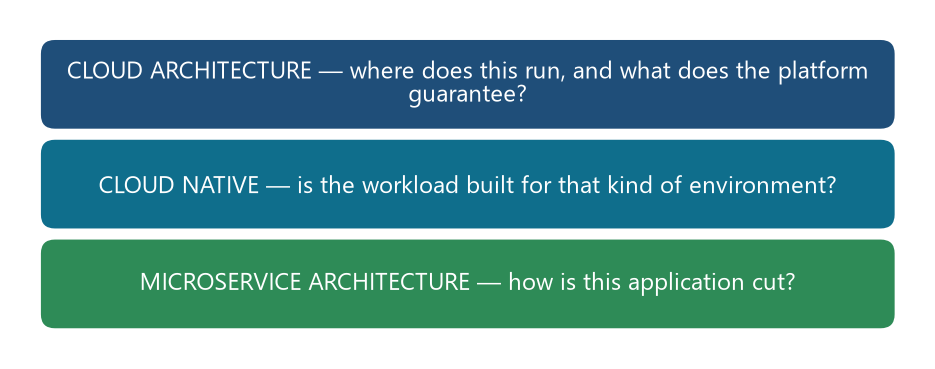 CLOUD ARCHITECTURE — where does this run, and what does the platform
guarantee?
CLOUD NATIVE — is the workload built for that kind of environment?
MICROSERVICE ARCHITECTURE — how is this application cut?